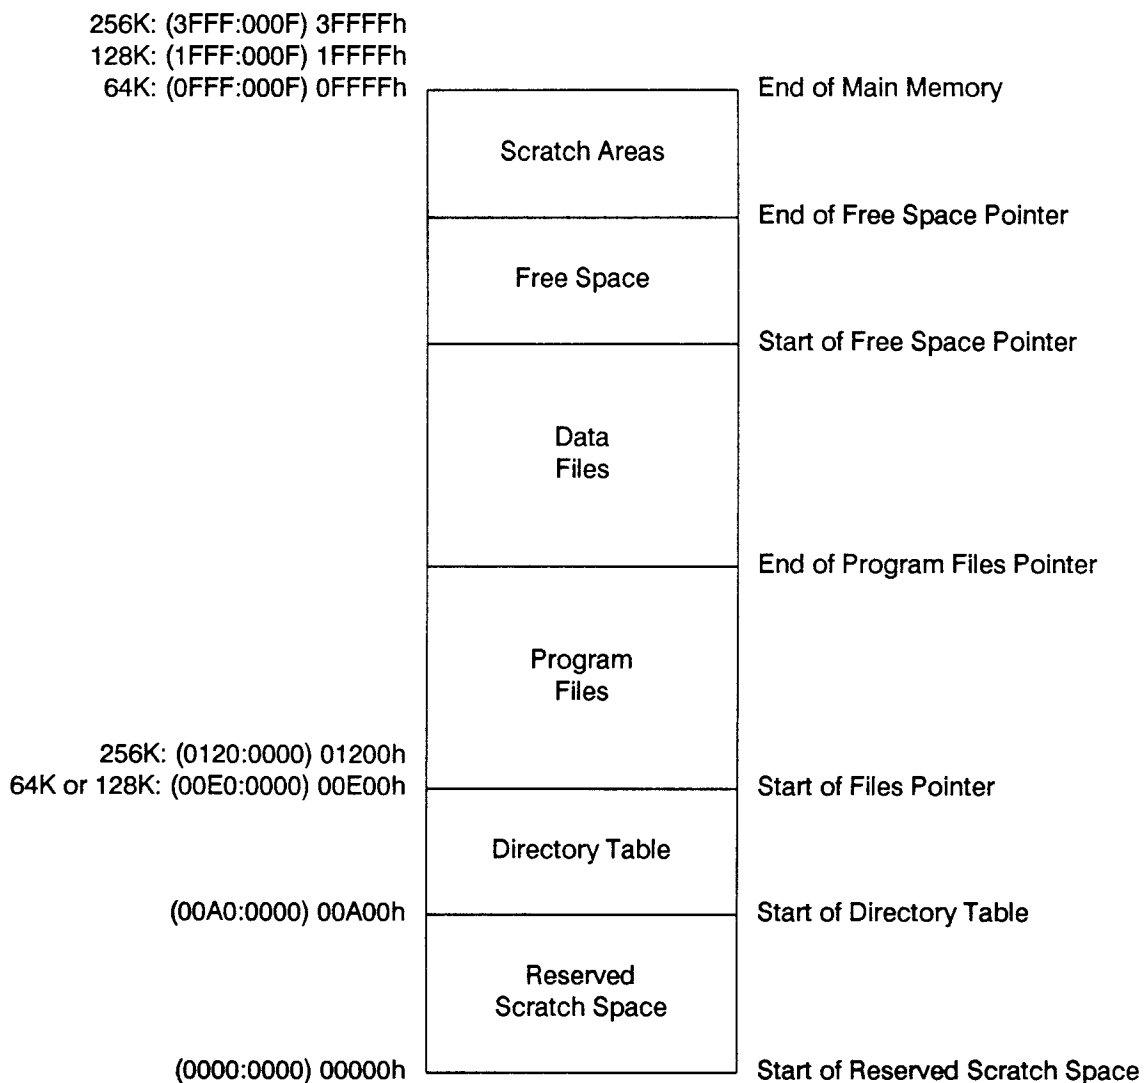 256K: (3FFF:000F) 3FFFFh
128K: (1FFF:000F) 1FFFFh
64K: (0FFF:000F) 0FFFFh
End of Main Memory
Scratch Areas
End of Free Space Pointer
Free Space
Start of Free Space Pointer
Data
Files
End of Program Files Pointer
Program
Files
256K: (0120:0000) 01200h
64K or 128K: (00E0:0000) 00E00h
Start of Files Pointer
Directory Table
(00A0:0000) 00A00h
Start of Directory Table
Reserved
Scratch Space
(0000:0000) 00000h
Start of Reserved Scratch Space